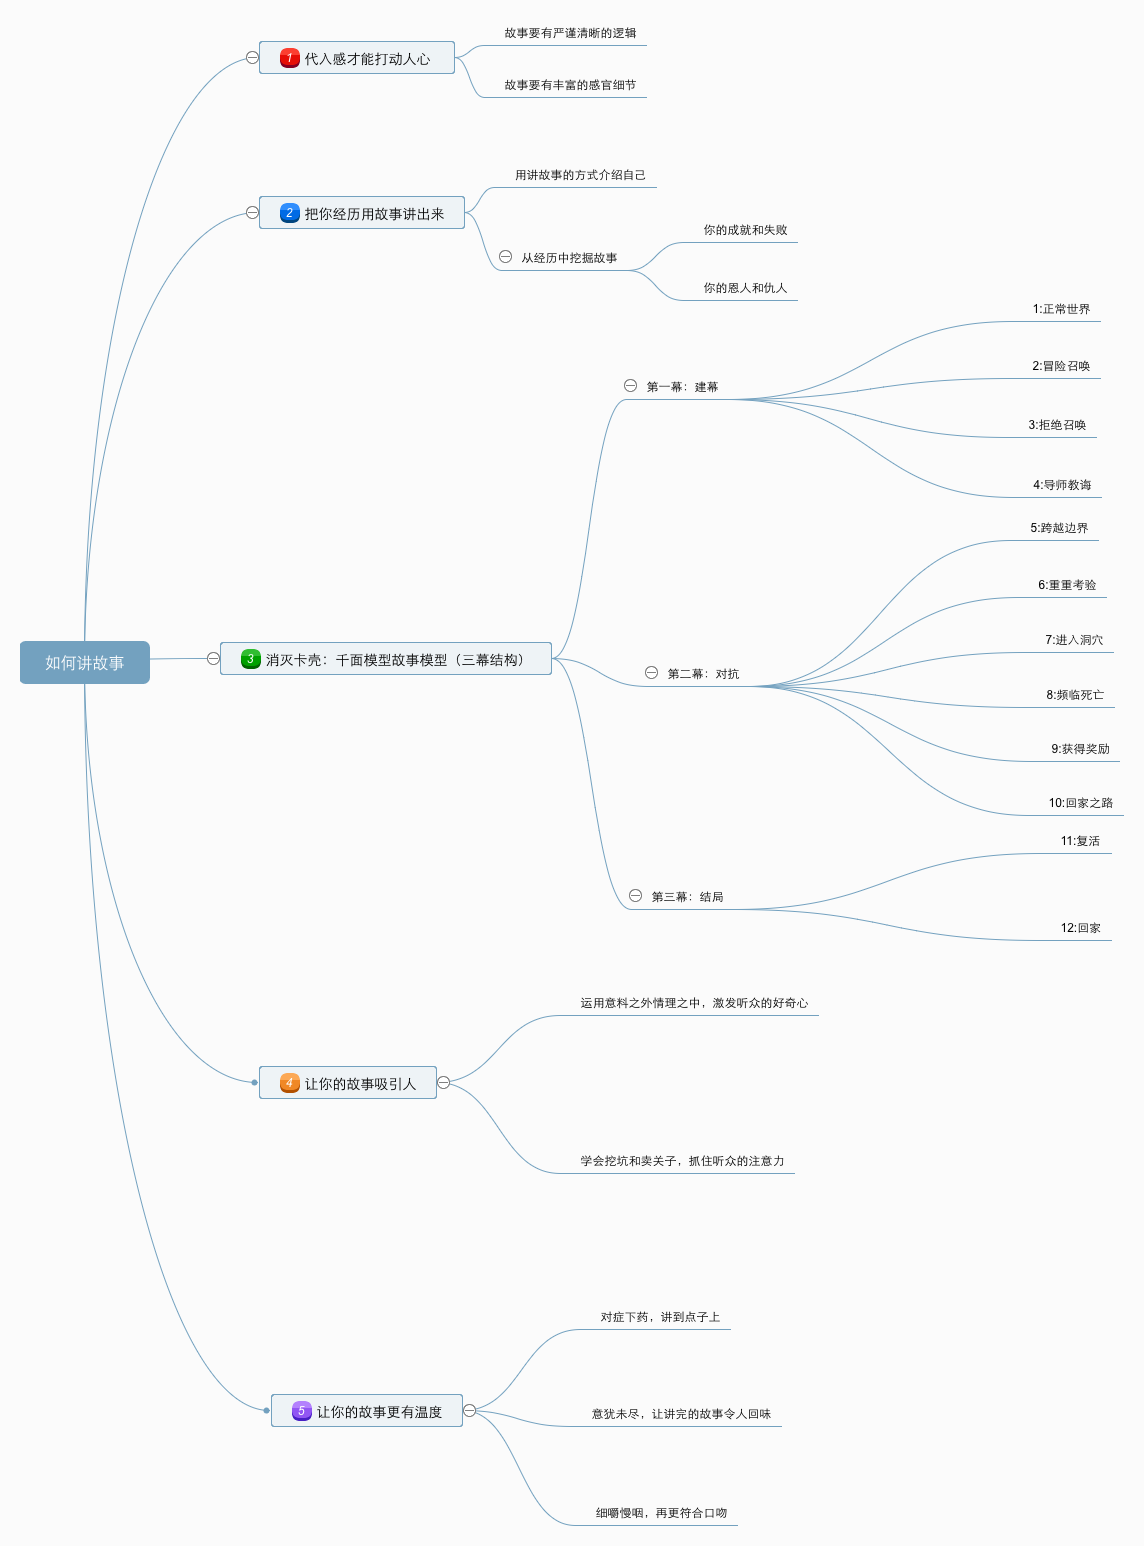 如何讲故事
1 代入感才能打动人心
故事要有严谨清晰的逻辑
故事要有丰富的感官细节
2 把你经历用故事讲出来
用讲故事的方式介绍自己
从经历中挖掘故事
你的成就和失败
你的恩人和仇人
3 消灭卡壳：千面模型故事模型（三幕结构）
第一幕：建幕
1:正常世界
2:冒险召唤
3:拒绝召唤
4:导师教诲
第二幕：对抗
5:跨越边界
6:重重考验
7:进入洞穴
8:频临死亡
9:获得奖励
10:回家之路
第三幕：结局
11:复活
12:回家
4 让你的故事吸引人
运用意料之外情理之中，激发听众的好奇心
学会挖坑和卖关子，抓住听众的注意力
5 让你的故事更有温度
对症下药，讲到点子上
意犹未尽，让讲完的故事令人回味
细嚼慢咽，再更符合口吻